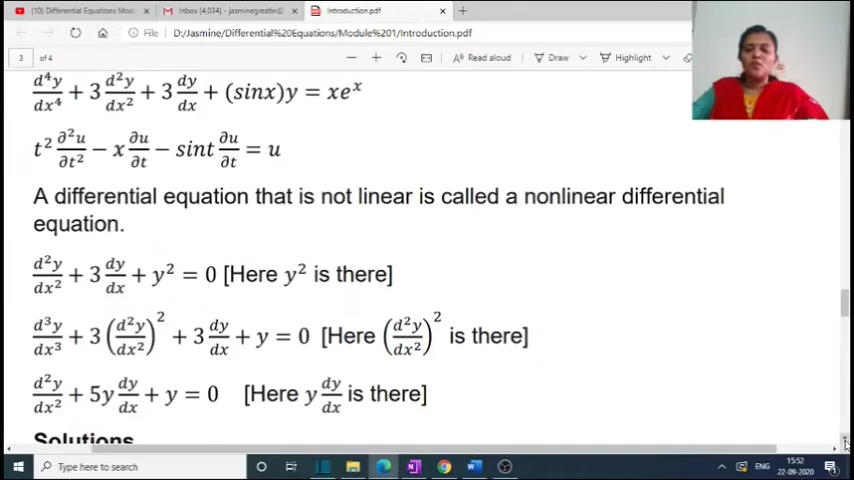 (10) Differential Equations Mod
Inbox (4,034) - jasminegreatin@
Introduction.pdf
File
D:/Jasmine/Differential%20Equations/Module%201/Introduction.pdf
3 of 4
Read aloud
Draw
Highlight
d⁴y/dx⁴ + 3 d²y/dx² + 3 dy/dx + (sinx)y = xeˣ
t² ∂²u/∂t² − x ∂u/∂t − sint ∂u/∂t = u
A differential equation that is not linear is called a nonlinear differential
equation.
d²y/dx² + 3 dy/dx + y² = 0 [Here y² is there]
d³y/dx³ + 3 (d²y/dx²)² + 3 dy/dx + y = 0 [Here (d²y/dx²)² is there]
d²y/dx² + 5y dy/dx + y = 0 [Here y dy/dx is there]
Solutions
Type here to search
ENG
15:52
22-09-2020